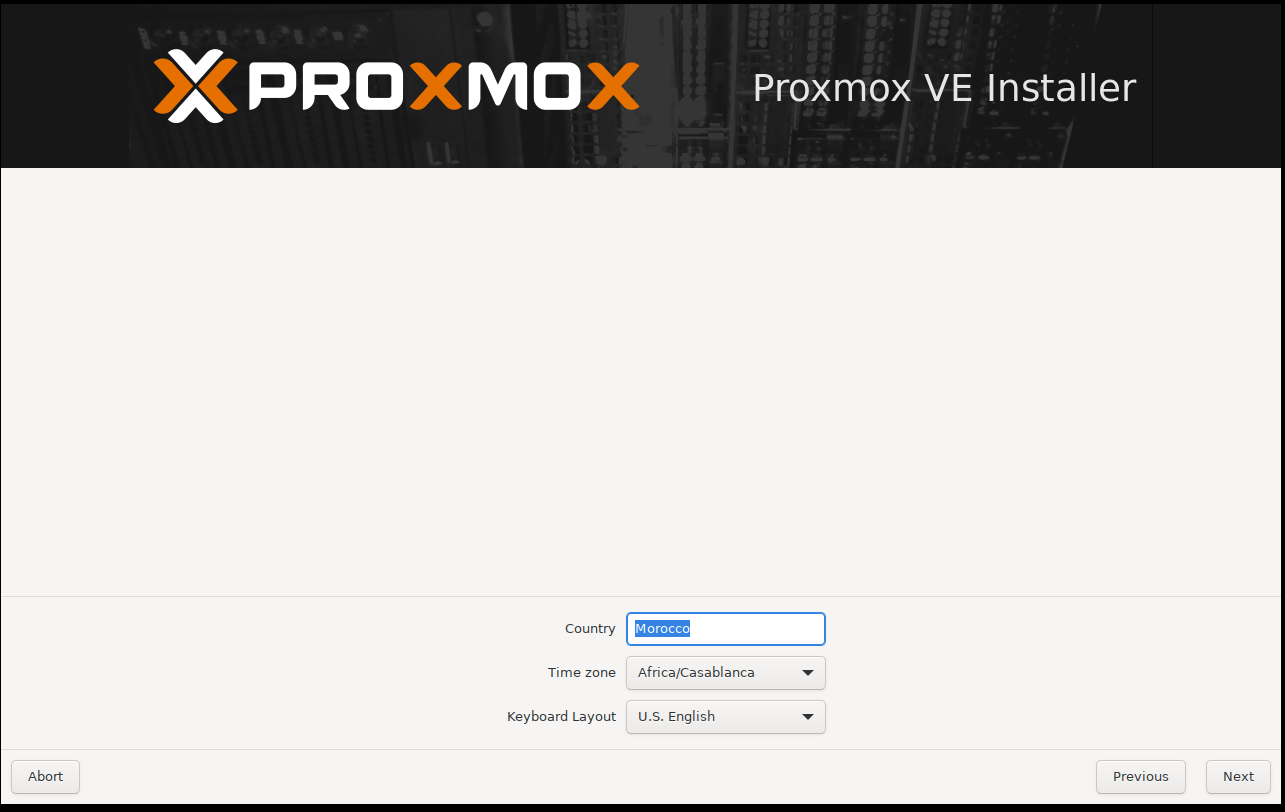 PROXMOX
Proxmox VE Installer
Country
Morocco
Time zone
Africa/Casablanca
Keyboard Layout
U.S. English
Abort
Previous
Next